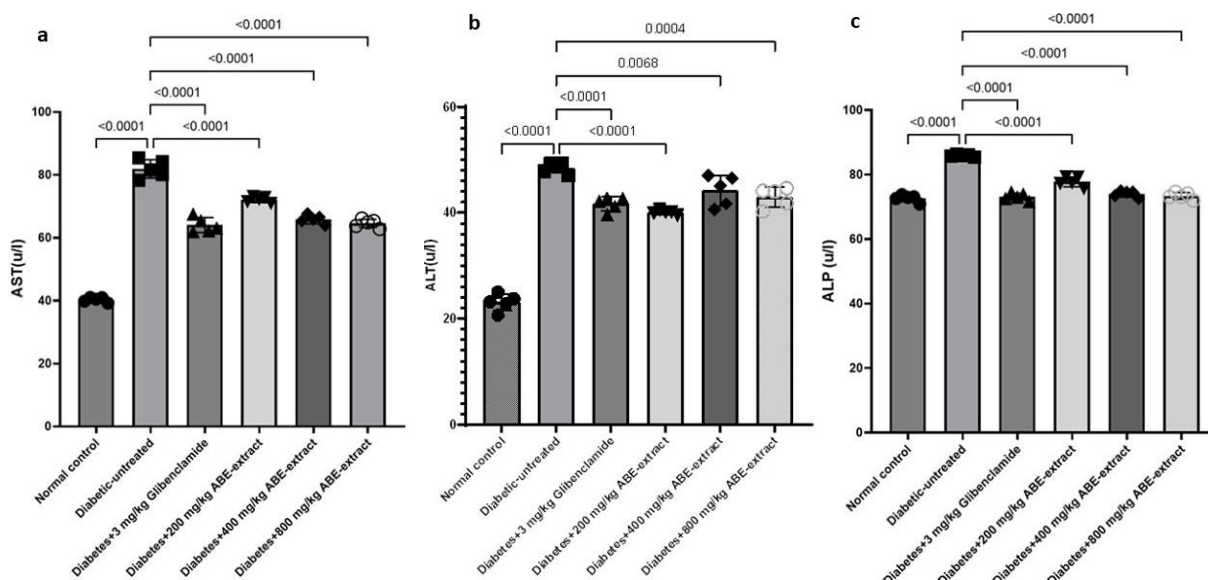 a
<0.0001
<0.0001
<0.0001
<0.0001
<0.0001
100
80
60
40
20
0
AST(u/l)
Normal control
Diabetic-untreated
Diabetes+3 mg/kg Glibenclamide
Diabetes+200 mg/kg ABE-extract
Diabetes+400 mg/kg ABE-extract
Diabetes+800 mg/kg ABE-extract
b
0.0004
0.0068
<0.0001
<0.0001
<0.0001
60
40
20
0
ALT(u/l)
Normal control
Diabetic-untreated
Diabetes+3 mg/kg Glibenclamide
Diabetes+200 mg/kg ABE-extract
Diabetes+400 mg/kg ABE-extract
Diabetes+800 mg/kg ABE-extract
c
<0.0001
<0.0001
<0.0001
<0.0001
<0.0001
100
80
60
40
20
0
ALP (u/l)
Normal control
Diabetic-untreated
Diabetes+3 mg/kg Glibenclamide
Diabetes+200 mg/kg ABE-extract
Diabetes+400 mg/kg ABE-extract
Diabetes+800 mg/kg ABE-extract